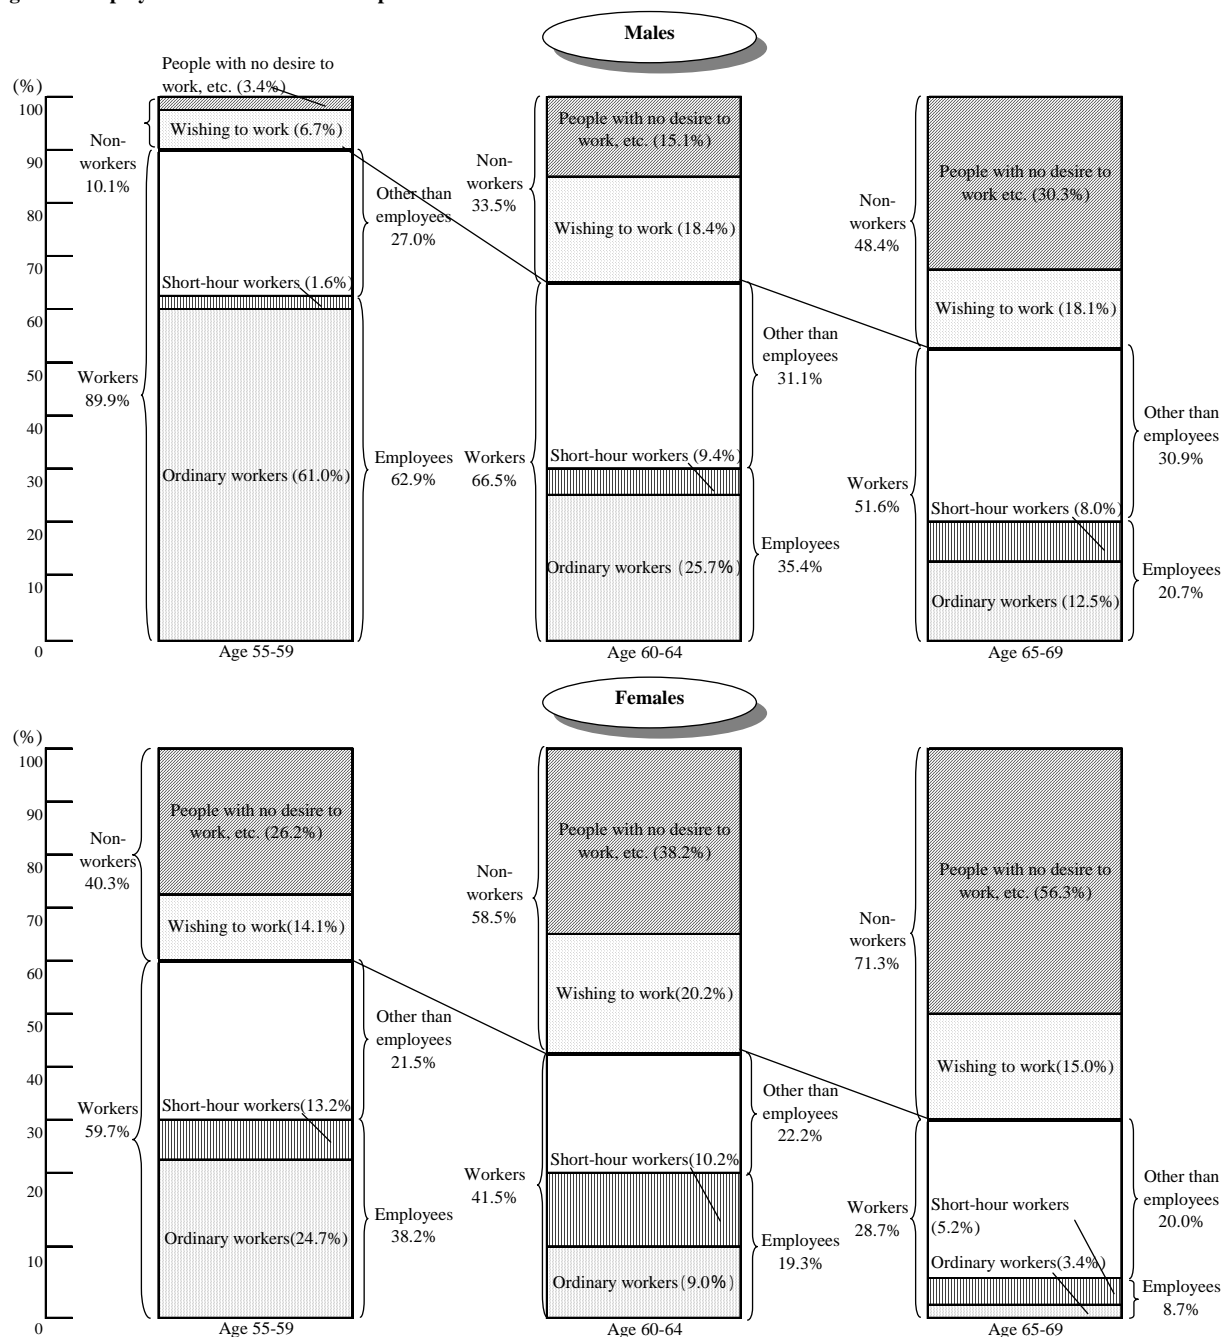 Males
(%)
100
90
80
70
60
50
40
30
20
10
0
People with no desire to
work, etc. (3.4%)
Wishing to work (6.7%)
Non-
workers
10.1%
Other than
employees
27.0%
Short-hour workers (1.6%)
Workers
89.9%
Ordinary workers (61.0%)
Employees
62.9%
Age 55-59
People with no desire to
work, etc. (15.1%)
Non-
workers
33.5%
Wishing to work (18.4%)
Other than
employees
31.1%
Short-hour workers (9.4%)
Workers
66.5%
Ordinary workers (25.7%)
Employees
35.4%
Age 60-64
People with no desire to
work etc. (30.3%)
Non-
workers
48.4%
Wishing to work (18.1%)
Other than
employees
30.9%
Workers
51.6%
Short-hour workers (8.0%)
Ordinary workers (12.5%)
Employees
20.7%
Age 65-69
Females
(%)
100
90
80
70
60
50
40
30
20
10
0
People with no desire to
work, etc. (26.2%)
Non-
workers
40.3%
Wishing to work(14.1%)
Other than
employees
21.5%
Short-hour workers(13.2%
Workers
59.7%
Ordinary workers(24.7%)
Employees
38.2%
Age 55-59
People with no desire to
work, etc. (38.2%)
Non-
workers
58.5%
Wishing to work(20.2%)
Other than
employees
22.2%
Short-hour workers(10.2%
Workers
41.5%
Ordinary workers(9.0%)
Employees
19.3%
Age 60-64
People with no desire to
work, etc. (56.3%)
Non-
workers
71.3%
Wishing to work(15.0%)
Other than
employees
20.0%
Workers
28.7%
Short-hour workers
(5.2%)
Ordinary workers(3.4%)
Employees
8.7%
Age 65-69